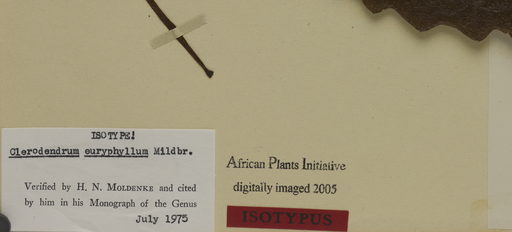 ISOTYPE!
Clerodendrum euryphyllum Mildbr.
Verified by H. N. MOLDENKE and cited
by him in his Monograph of the Genus
July 1975
African Plants Initiative
digitally imaged 2005
ISOTYPUS